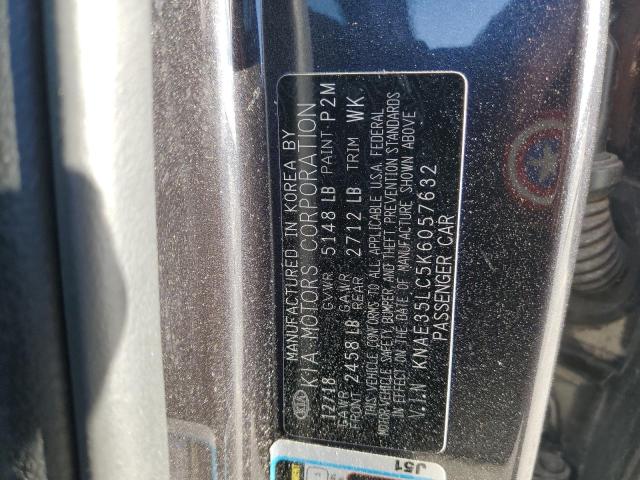 MANUFACTURED IN KOREA BY
KIA MOTORS CORPORATION
12/18 GVWR 5148 LB PAINT P2M
GAWR FRONT 2458 LB GAWR REAR 2712 LB TRIM WK
THIS VEHICLE CONFORMS TO ALL APPLICABLE U.S.A. FEDERAL
MOTOR VEHICLE SAFETY, BUMPER, AND THEFT PREVENTION STANDARDS
IN EFFECT ON THE DATE OF MANUFACTURE SHOWN ABOVE
V.I.N KNAE35LC5K6057632
PASSENGER CAR
KIA
J51